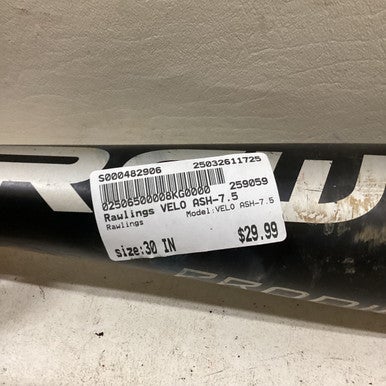 S000482906 25032611725
02506500008KG0000 259059
Rawlings VELO ASH-7.5
Rawlings Model:VELO ASH-7.5
size:30 IN $29.99